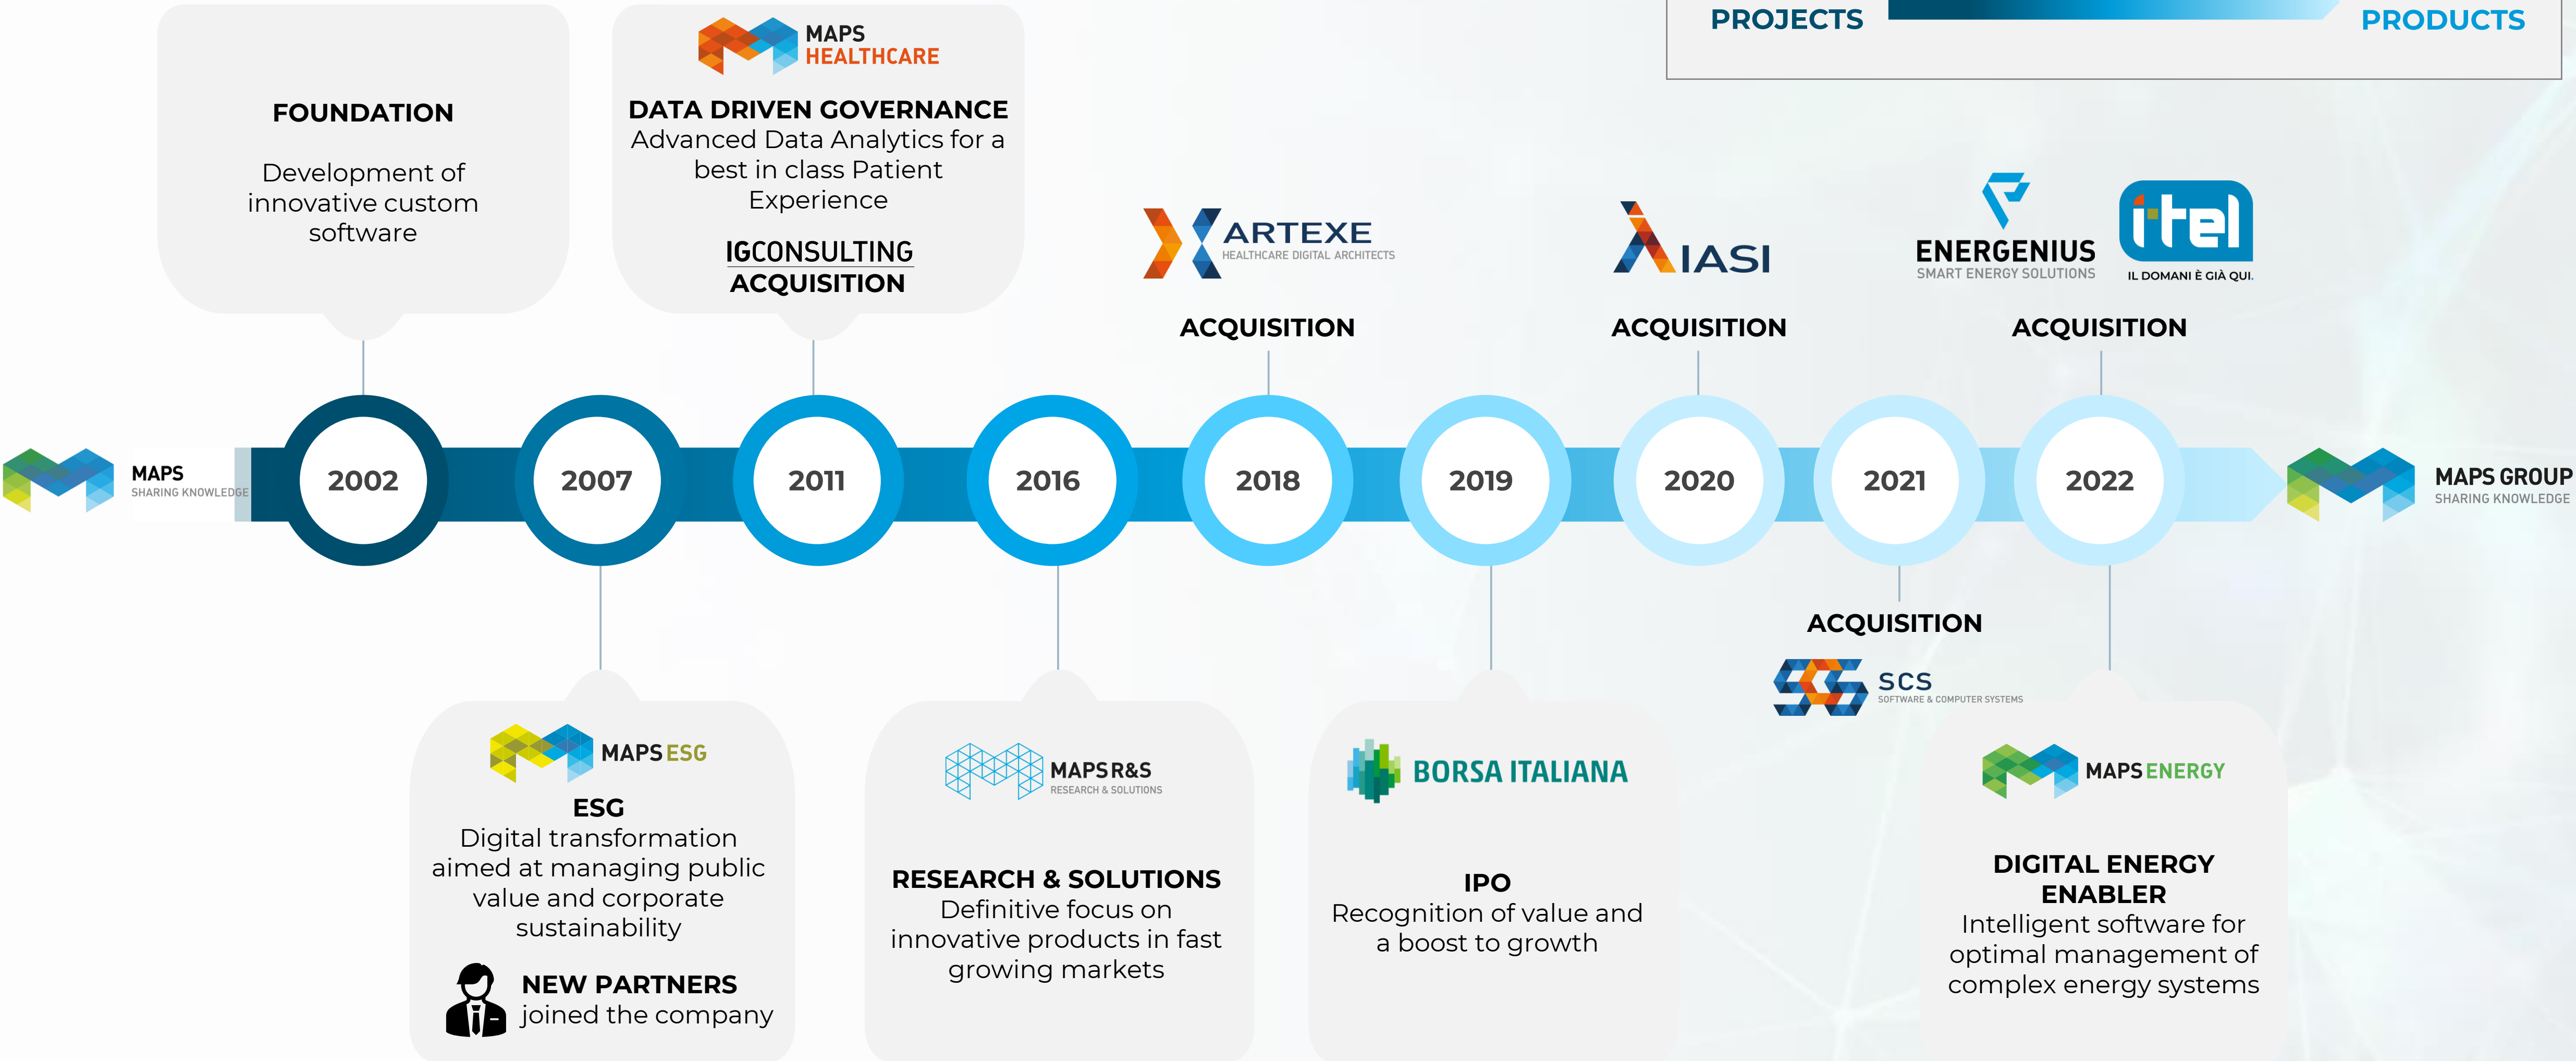 PROJECTS
PRODUCTS
FOUNDATION
Development of
innovative custom
software
MAPS
HEALTHCARE
DATA DRIVEN GOVERNANCE
Advanced Data Analytics for a
best in class Patient
Experience
IGCONSULTING
ACQUISITION
ARTEXE
HEALTHCARE DIGITAL ARCHITECTS
ACQUISITION
IASI
ACQUISITION
ENERGENIUS
SMART ENERGY SOLUTIONS
i-tel
IL DOMANI È GIÀ QUI.
ACQUISITION
MAPS
SHARING KNOWLEDGE
2002
2007
2011
2016
2018
2019
2020
2021
2022
MAPS GROUP
SHARING KNOWLEDGE
MAPS ESG
ESG
Digital transformation
aimed at managing public
value and corporate
sustainability
NEW PARTNERS
joined the company
MAPS R&S
RESEARCH & SOLUTIONS
RESEARCH & SOLUTIONS
Definitive focus on
innovative products in fast
growing markets
BORSA ITALIANA
IPO
Recognition of value and
a boost to growth
ACQUISITION
SCS
SCS
SOFTWARE & COMPUTER SYSTEMS
MAPS ENERGY
DIGITAL ENERGY
ENABLER
Intelligent software for
optimal management of
complex energy systems